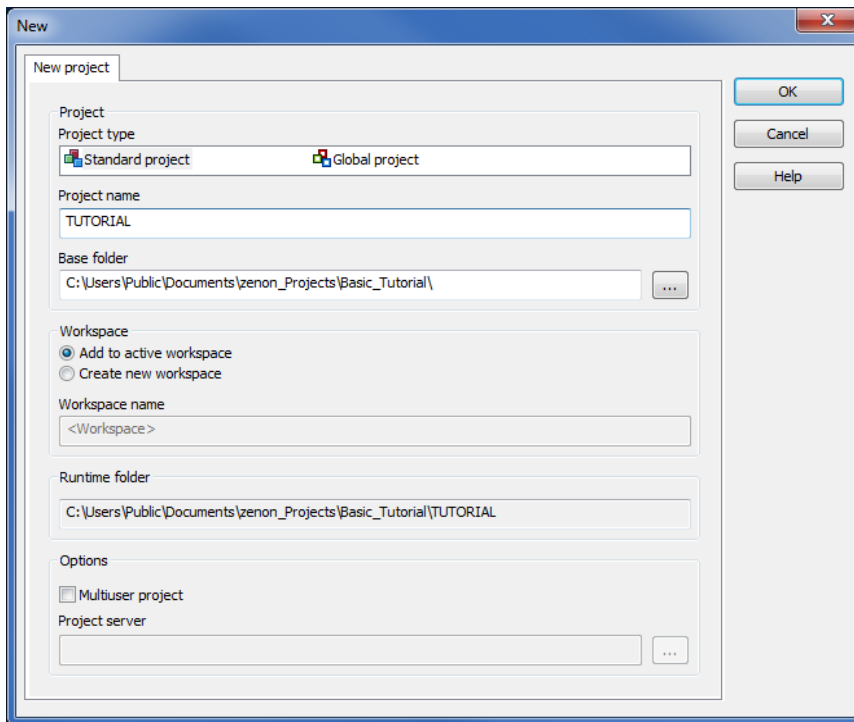 New
New project
OK
Cancel
Help
Project
Project type
Standard project Global project
Project name
TUTORIAL
Base folder
C:\Users\Public\Documents\zenon_Projects\Basic_Tutorial\
...
Workspace
Add to active workspace
Create new workspace
Workspace name
<Workspace>
Runtime folder
C:\Users\Public\Documents\zenon_Projects\Basic_Tutorial\TUTORIAL
Options
Multiuser project
Project server
...